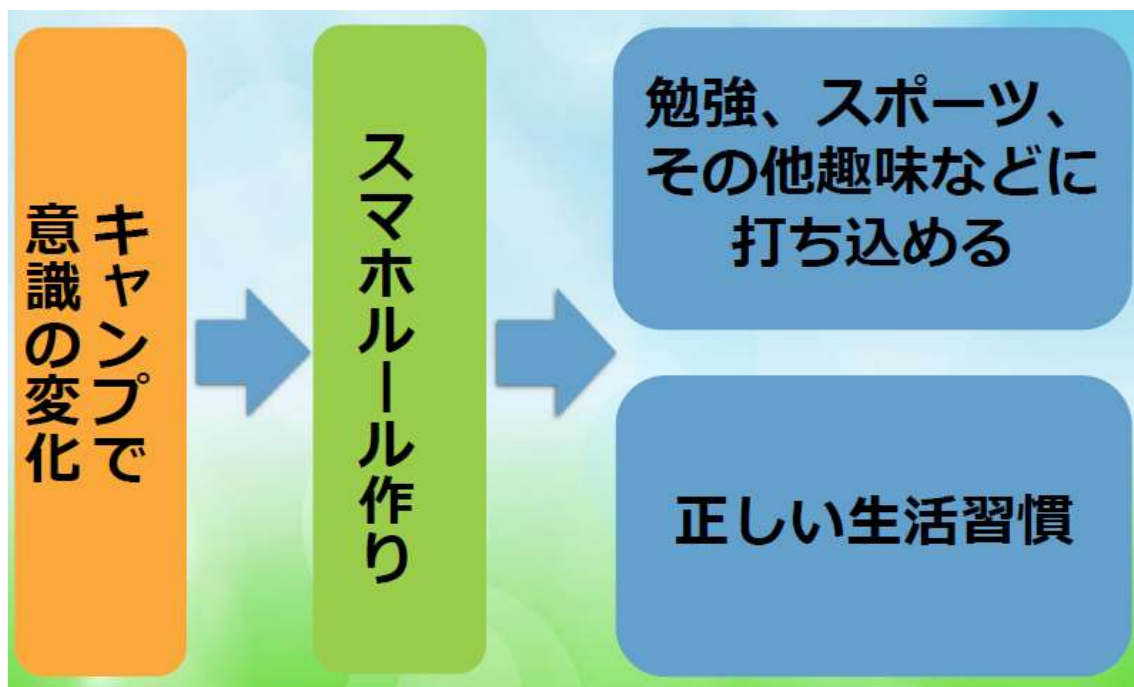 キャンプで
意識の変化
スマホルール作り
勉強、スポーツ、
その他趣味などに
打ち込める
正しい生活習慣